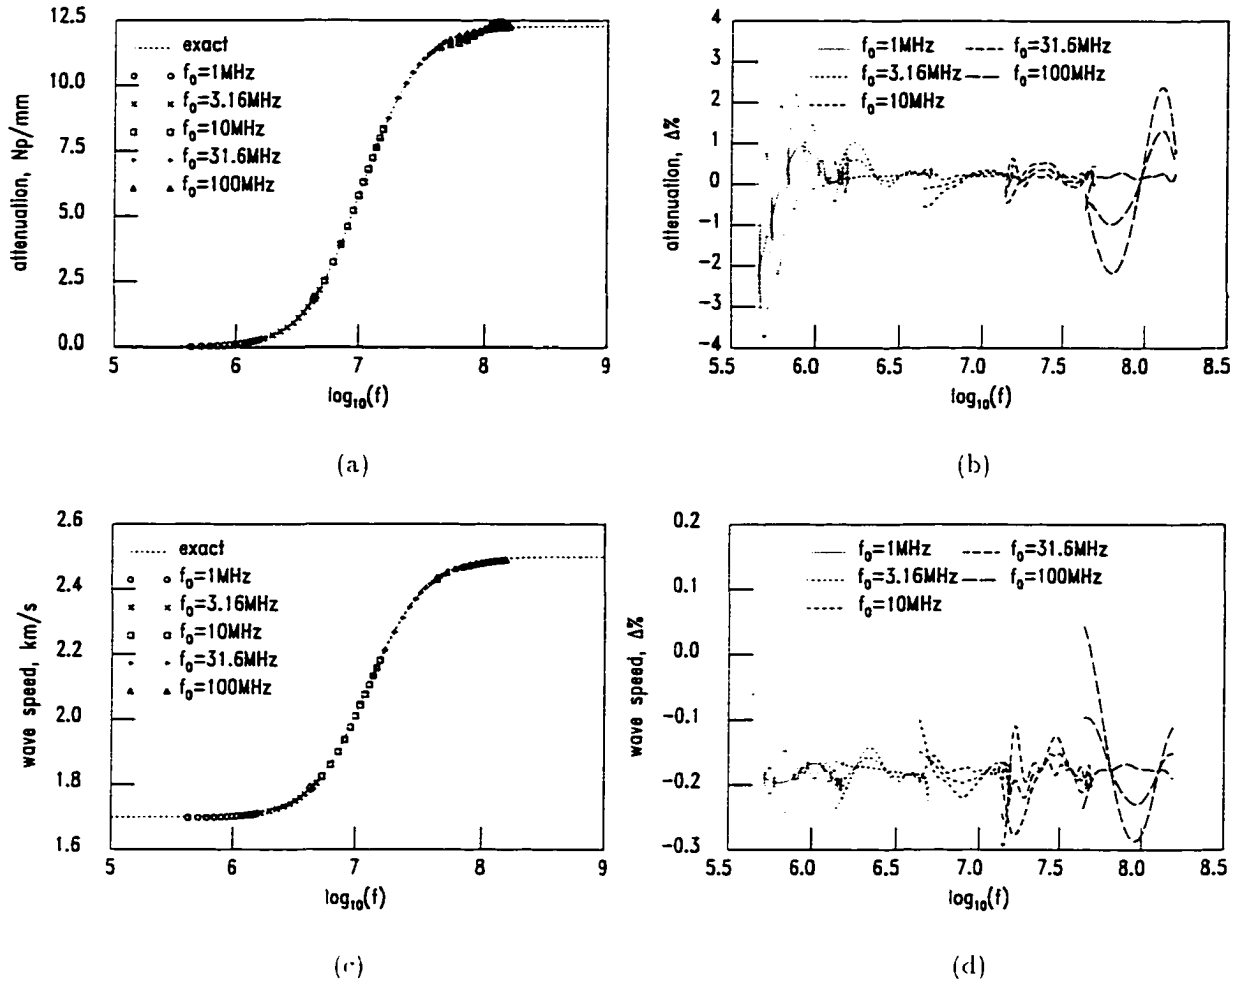 12.5
10.0
7.5
5.0
2.5
0.0
attenuation, Np/mm
exact
f₀=1MHz
f₀=3.16MHz
f₀=10MHz
f₀=31.6MHz
f₀=100MHz
5 6 7 8 9
log₁₀(f)
(a)
4
3
2
1
0
−1
−2
−3
−4
attenuation, Δ%
f₀=1MHz
f₀=3.16MHz
f₀=10MHz
f₀=31.6MHz
f₀=100MHz
5.5 6.0 6.5 7.0 7.5 8.0 8.5
log₁₀(f)
(b)
2.6
2.4
2.2
2.0
1.8
1.6
wave speed, km/s
exact
f₀=1MHz
f₀=3.16MHz
f₀=10MHz
f₀=31.6MHz
f₀=100MHz
5 6 7 8 9
log₁₀(f)
(c)
0.2
0.1
0.0
−0.1
−0.2
−0.3
wave speed, Δ%
f₀=1MHz
f₀=3.16MHz
f₀=10MHz
f₀=31.6MHz
f₀=100MHz
5.5 6.0 6.5 7.0 7.5 8.0 8.5
log₁₀(f)
(d)